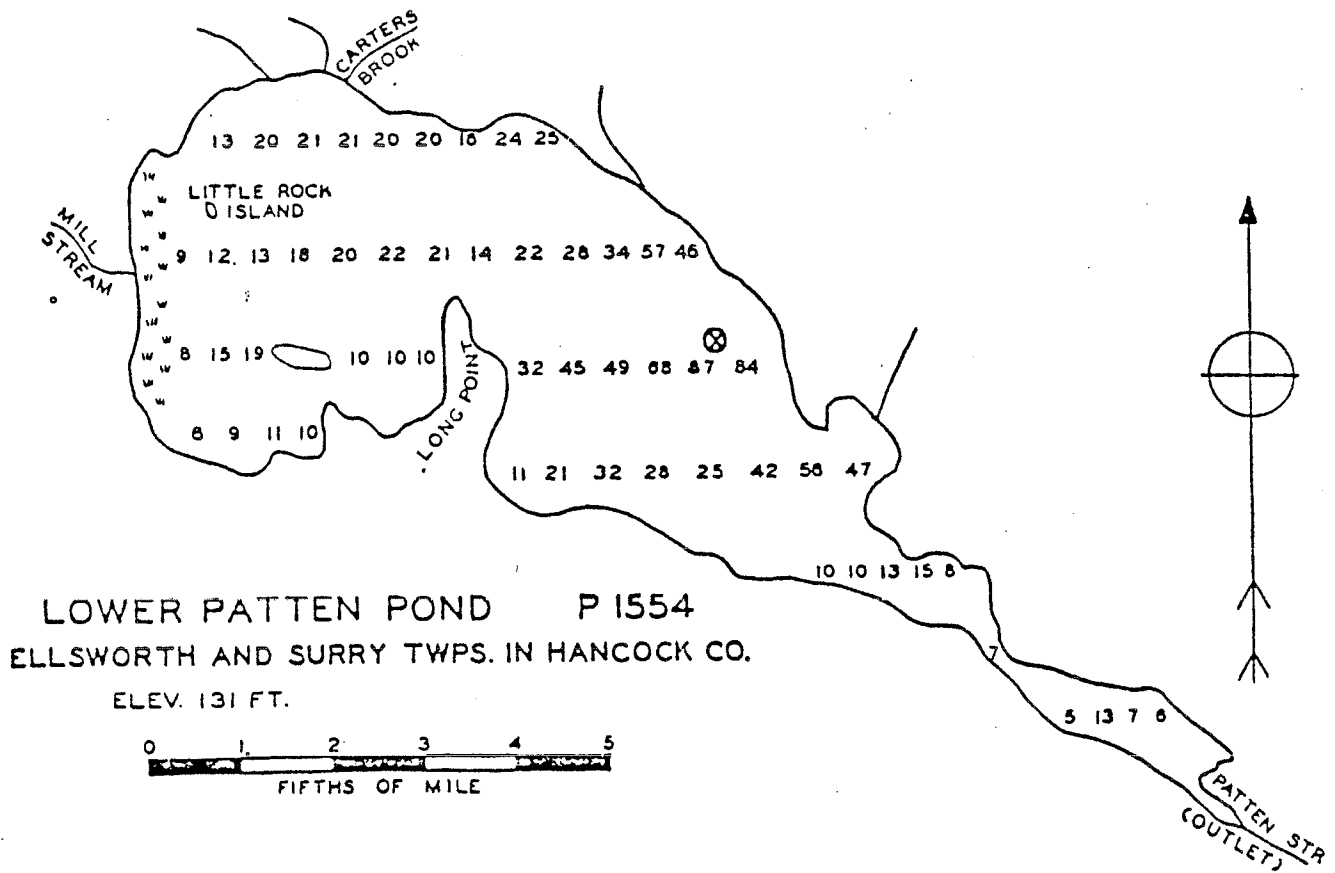 CARTERS
BROOK
13 20 21 21 20 20 18 24 25
LITTLE ROCK
ISLAND
MILL
STREAM
9 12 13 18 20 22 21 14 22 28 34 57 46
8 15 19 10 10 10
32 45 49 68 87 84
LONG POINT
6 9 11 10
11 21 32 28 25 42 56 47
10 10 13 15 8
7
5 13 7 6
LOWER PATTEN POND P 1554
ELLSWORTH AND SURRY TWPS. IN HANCOCK CO.
ELEV. 131 FT.
0 1 2 3 4 5
FIFTHS OF MILE
PATTEN STR
(OUTLET)